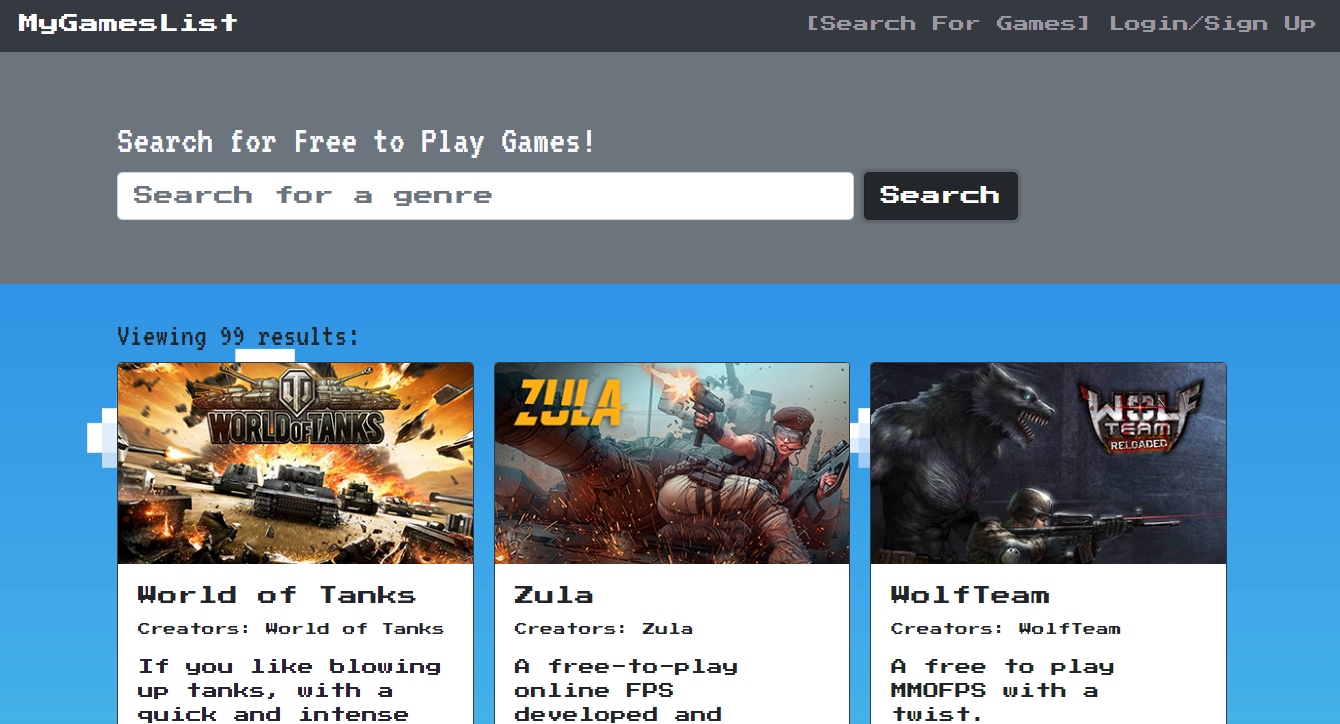 MyGamesList
[Search For Games] Login/Sign Up
Search for Free to Play Games!
Search for a genre
Search
Viewing 99 results:
WORLD OF TANKS
ZULA
WOLF
TEAM
RELOADED
World of Tanks
Creators: World of Tanks
If you like blowing
up tanks, with a
quick and intense
Zula
Creators: Zula
A free-to-play
online FPS
developed and
WolfTeam
Creators: WolfTeam
A free to play
MMOFPS with a
twist.